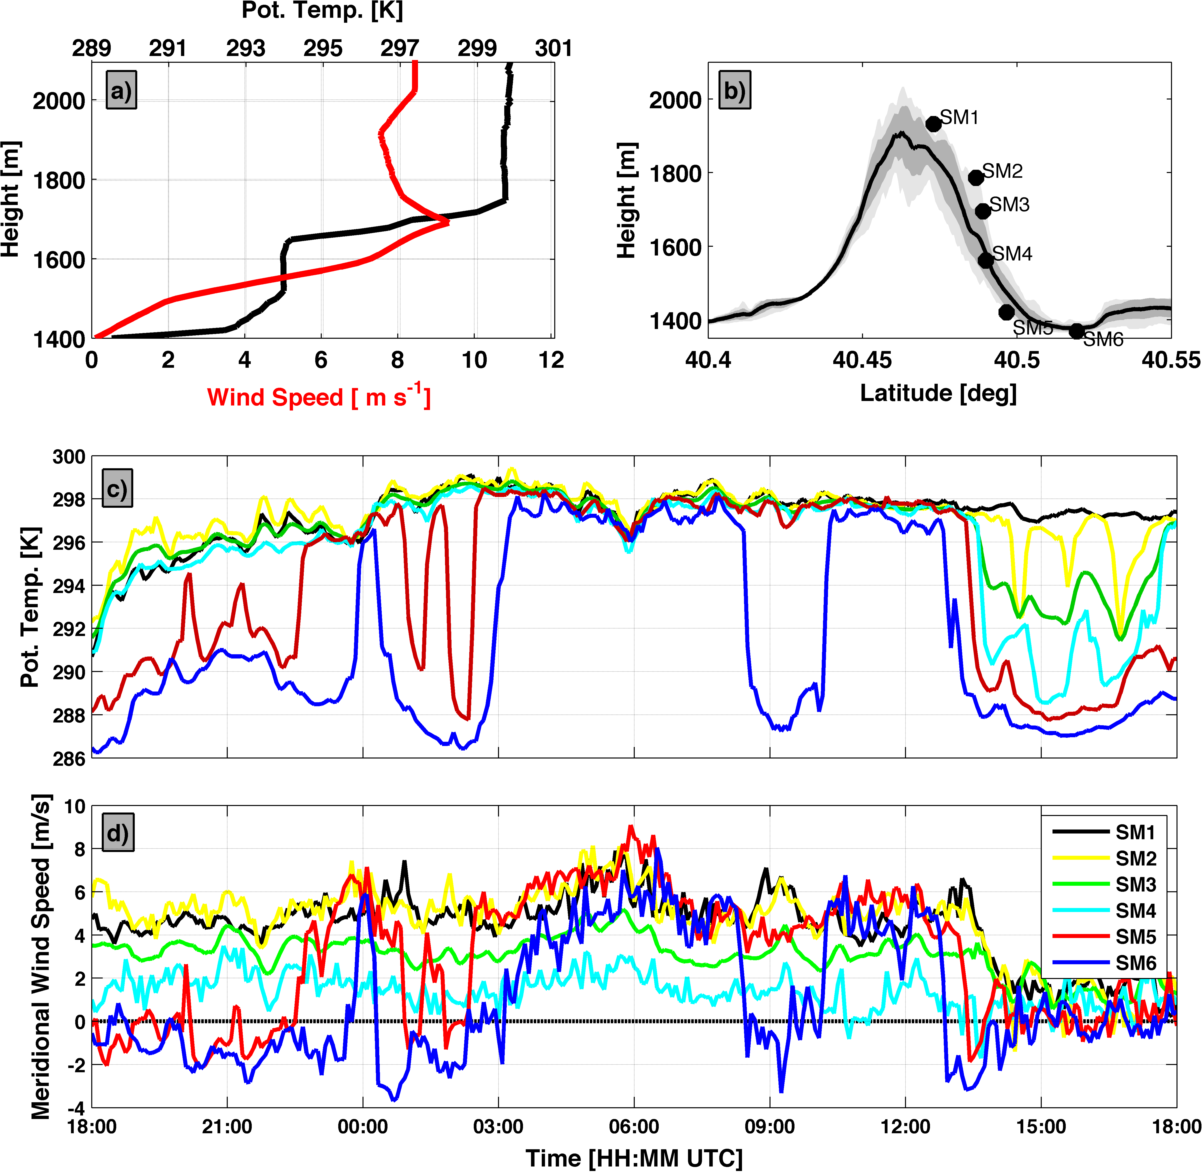 Pot. Temp. [K]
289 291 293 295 297 299 301
a)
Height [m]
2000
1800
1600
1400
0 2 4 6 8 10 12
Wind Speed [ m s-1]
b)
Height [m]
2000
1800
1600
1400
SM1
SM2
SM3
SM4
SM5
SM6
40.4 40.45 40.5 40.55
Latitude [deg]
c)
Pot. Temp. [K]
300
298
296
294
292
290
288
286
d)
Meridional Wind Speed [m/s]
10
8
6
4
2
0
-2
-4
SM1
SM2
SM3
SM4
SM5
SM6
18:00 21:00 00:00 03:00 06:00 09:00 12:00 15:00 18:00
Time [HH:MM UTC]